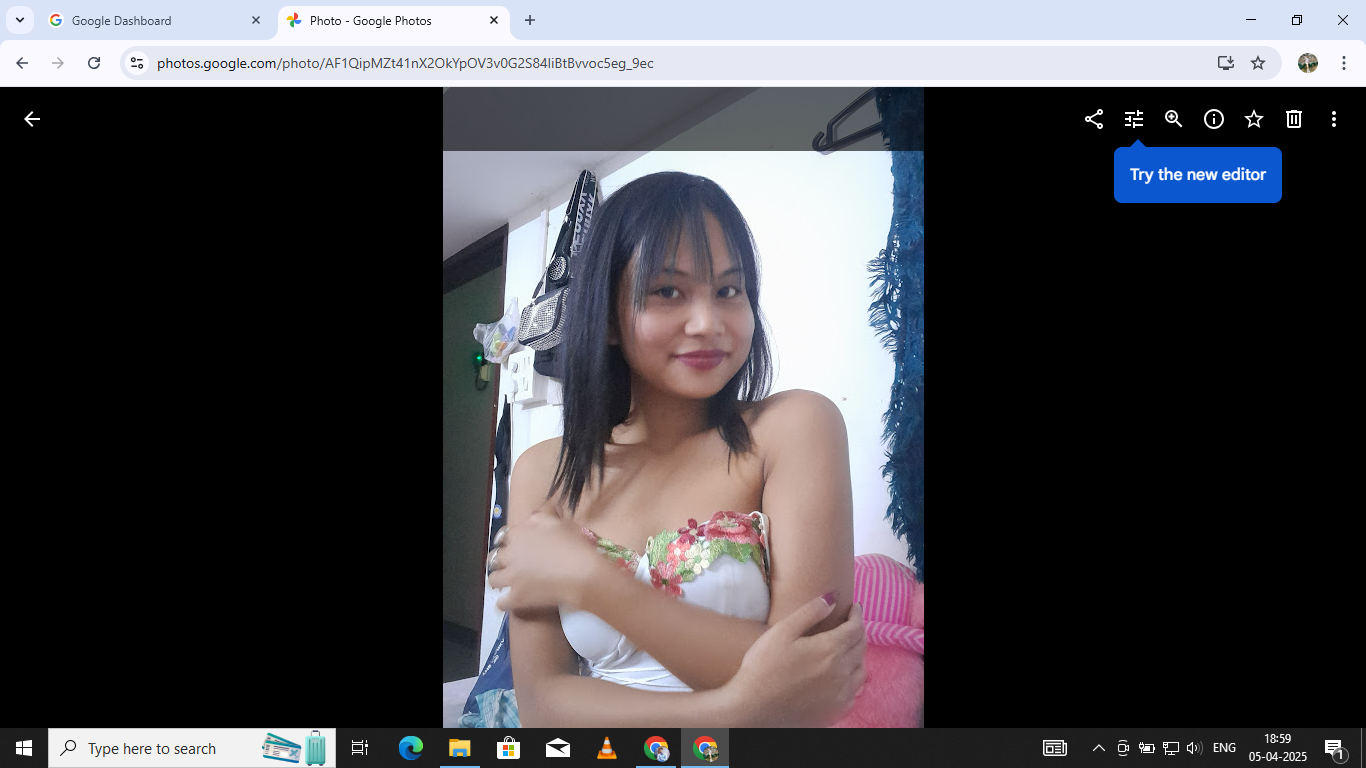 Google Dashboard
Photo - Google Photos
photos.google.com/photo/AF1QipMZt41nX2OkYpOV3v0G2S84IiBtBvvoc5eg_9ec
Try the new editor
Type here to search
ENG
18:59
05-04-2025
1